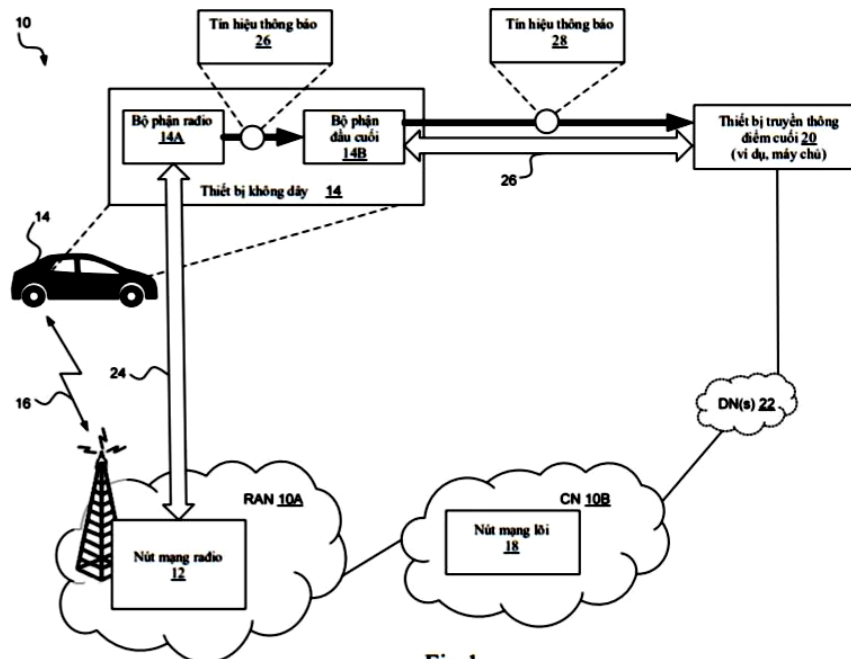 10
Tín hiệu thông báo
26
Tín hiệu thông báo
28
Bộ phận radio
14A
Bộ phận
đầu cuối
14B
Thiết bị truyền thông
điểm cuối 20
(ví dụ, máy chủ)
26
Thiết bị không dây 14
14
24
16
DN(s) 22
RAN 10A
CN 10B
Nút mạng radio
12
Nút mạng lõi
18